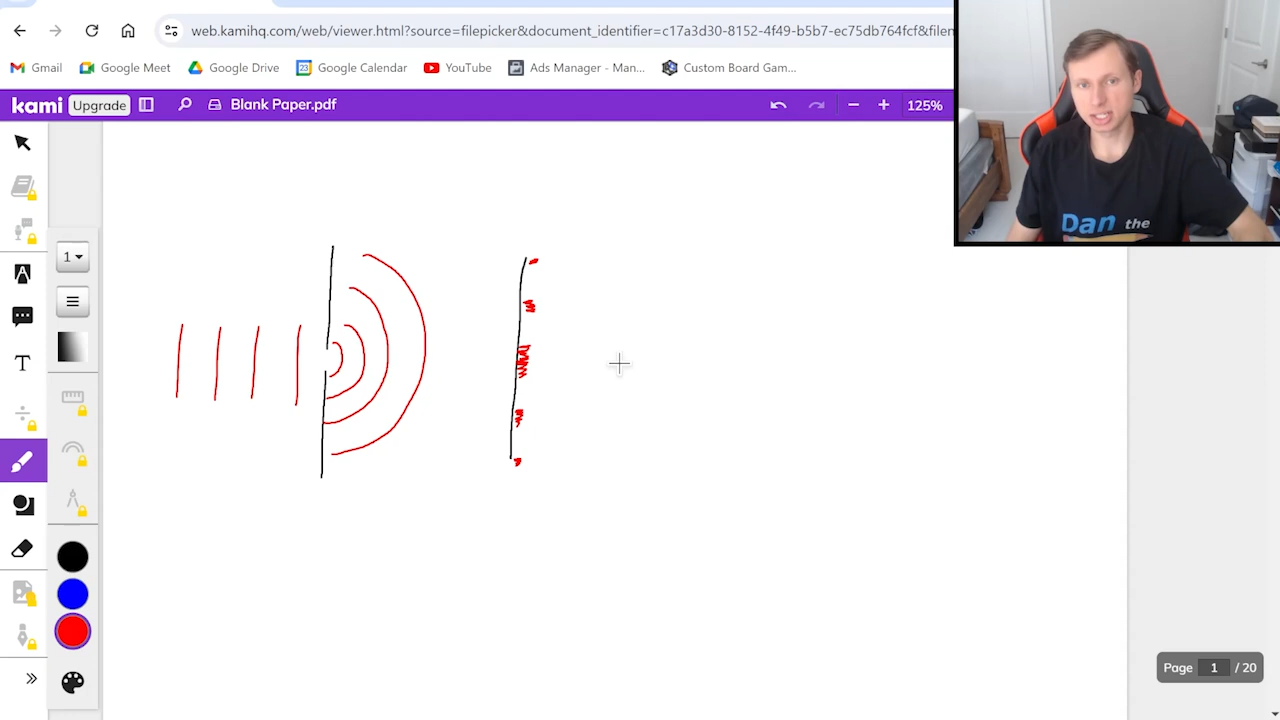 web.kamihq.com/web/viewer.html?source=filepicker&document_identifier=c17a3d30-8152-4f49-b5b7-ec75db764fcf&filen
Gmail Google Meet Google Drive 23 Google Calendar YouTube Ads Manager - Man... Custom Board Gam...
kami Upgrade Blank Paper.pdf 125%
Dan the
1
A
T
Page 1 / 20